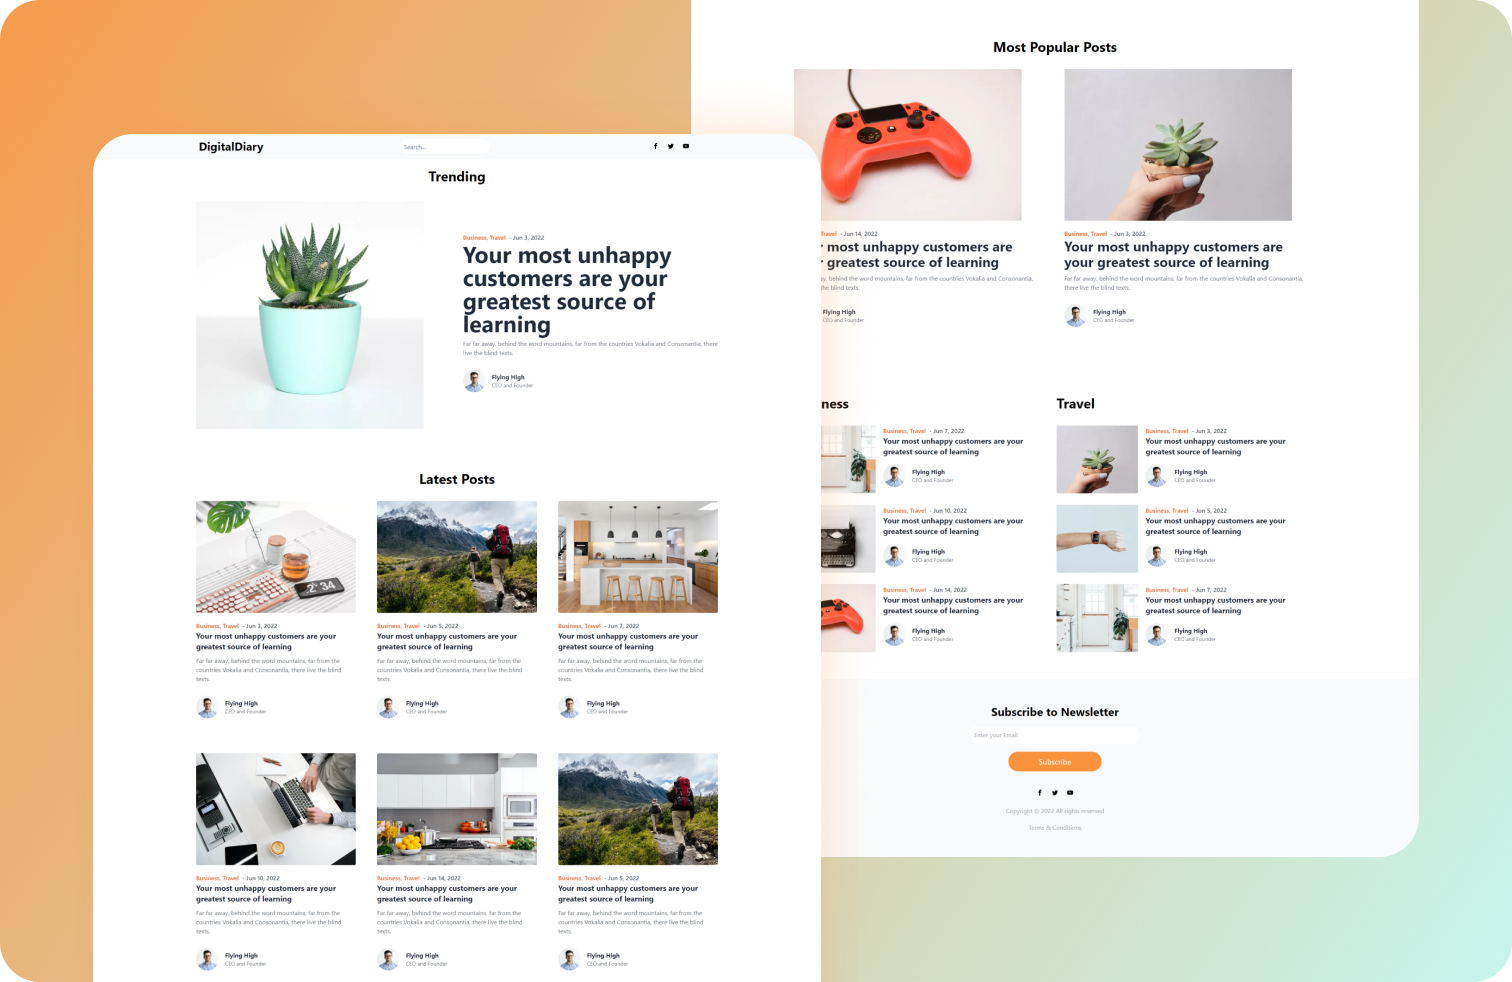 DigitalDiary
Search...
Trending
Business, Travel - Jun 3, 2022
Your most unhappy
customers are your
greatest source of
learning
Far far away, behind the word mountains, far from the countries Vokalia and Consonantia, there
live the blind texts.
Flying High
CEO and Founder
Latest Posts
Business, Travel - Jun 3, 2022
Your most unhappy customers are your
greatest source of learning
Far far away, behind the word mountains, far from the
countries Vokalia and Consonantia, there live the blind
texts.
Flying High
CEO and Founder
Business, Travel - Jun 5, 2022
Your most unhappy customers are your
greatest source of learning
Far far away, behind the word mountains, far from the
countries Vokalia and Consonantia, there live the blind
texts.
Flying High
CEO and Founder
Business, Travel - Jun 7, 2022
Your most unhappy customers are your
greatest source of learning
Far far away, behind the word mountains, far from the
countries Vokalia and Consonantia, there live the blind
texts.
Flying High
CEO and Founder
Business, Travel - Jun 10, 2022
Your most unhappy customers are your
greatest source of learning
Far far away, behind the word mountains, far from the
countries Vokalia and Consonantia, there live the blind
texts.
Flying High
CEO and Founder
Business, Travel - Jun 14, 2022
Your most unhappy customers are your
greatest source of learning
Far far away, behind the word mountains, far from the
countries Vokalia and Consonantia, there live the blind
texts.
Flying High
CEO and Founder
Business, Travel - Jun 5, 2022
Your most unhappy customers are your
greatest source of learning
Far far away, behind the word mountains, far from the
countries Vokalia and Consonantia, there live the blind
texts.
Flying High
CEO and Founder
Most Popular Posts
Travel - Jun 14, 2022
r most unhappy customers are
r greatest source of learning
ay, behind the word mountains, far from the countries Vokalia and Consonantia,
the blind texts.
Flying High
CEO and Founder
Business, Travel - Jun 3, 2022
Your most unhappy customers are
your greatest source of learning
Far far away, behind the word mountains, far from the countries Vokalia and Consonantia,
there live the blind texts.
Flying High
CEO and Founder
ness
Business, Travel - Jun 7, 2022
Your most unhappy customers are your
greatest source of learning
Flying High
CEO and Founder
Business, Travel - Jun 10, 2022
Your most unhappy customers are your
greatest source of learning
Flying High
CEO and Founder
Business, Travel - Jun 14, 2022
Your most unhappy customers are your
greatest source of learning
Flying High
CEO and Founder
Travel
Business, Travel - Jun 3, 2022
Your most unhappy customers are your
greatest source of learning
Flying High
CEO and Founder
Business, Travel - Jun 5, 2022
Your most unhappy customers are your
greatest source of learning
Flying High
CEO and Founder
Business, Travel - Jun 7, 2022
Your most unhappy customers are your
greatest source of learning
Flying High
CEO and Founder
Subscribe to Newsletter
Enter your Email
Subscribe
Copyright © 2022 All rights reserved
Terms & Conditions